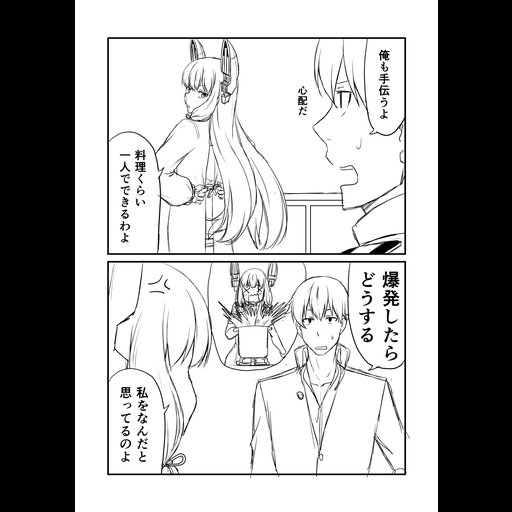 俺も手伝うよ
心配だ
料理くらい
一人でできるわよ
爆発したら
どうする
私をなんだと
思ってるのよ